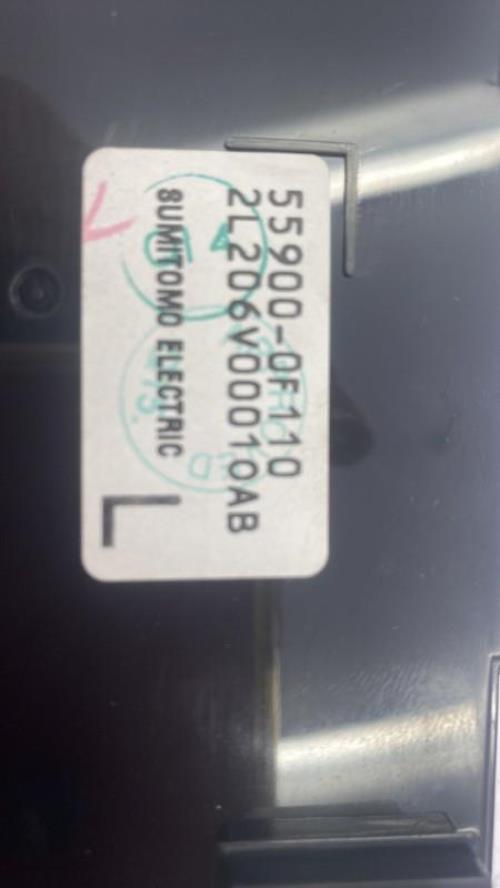 55900-0F110
2L206V00010AB
SUMITOMO ELECTRIC
L